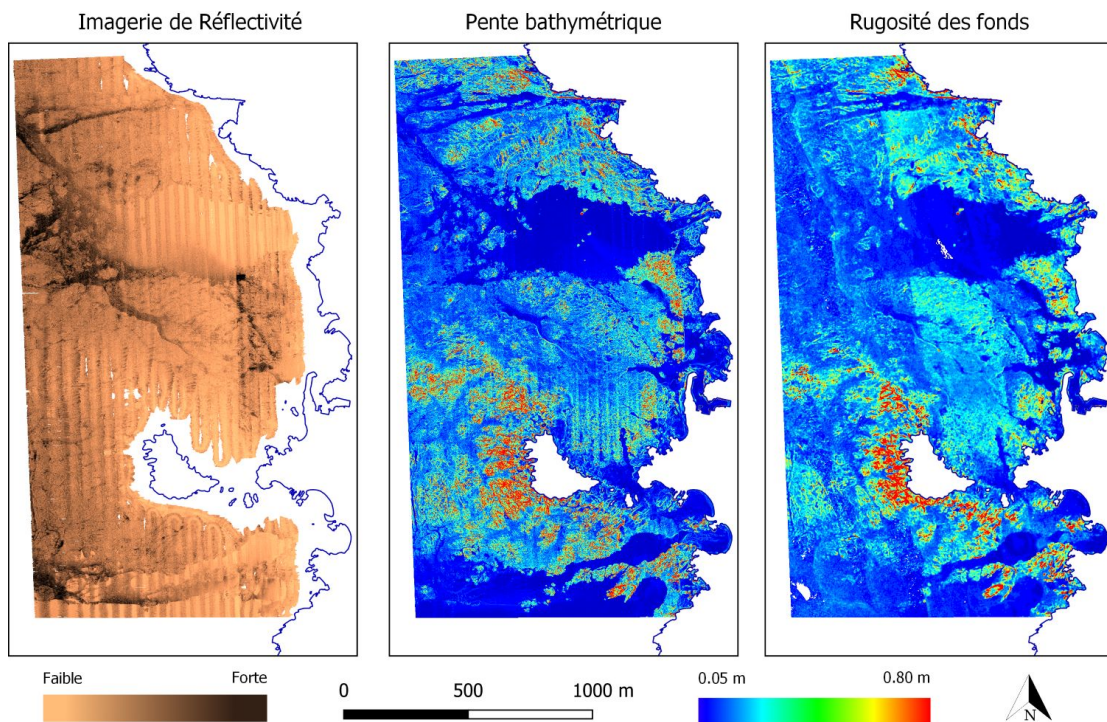 Imagerie de Réflectivité
Pente bathymétrique
Rugosité des fonds
Faible
Forte
0
500
1000 m
0.05 m
0.80 m
N